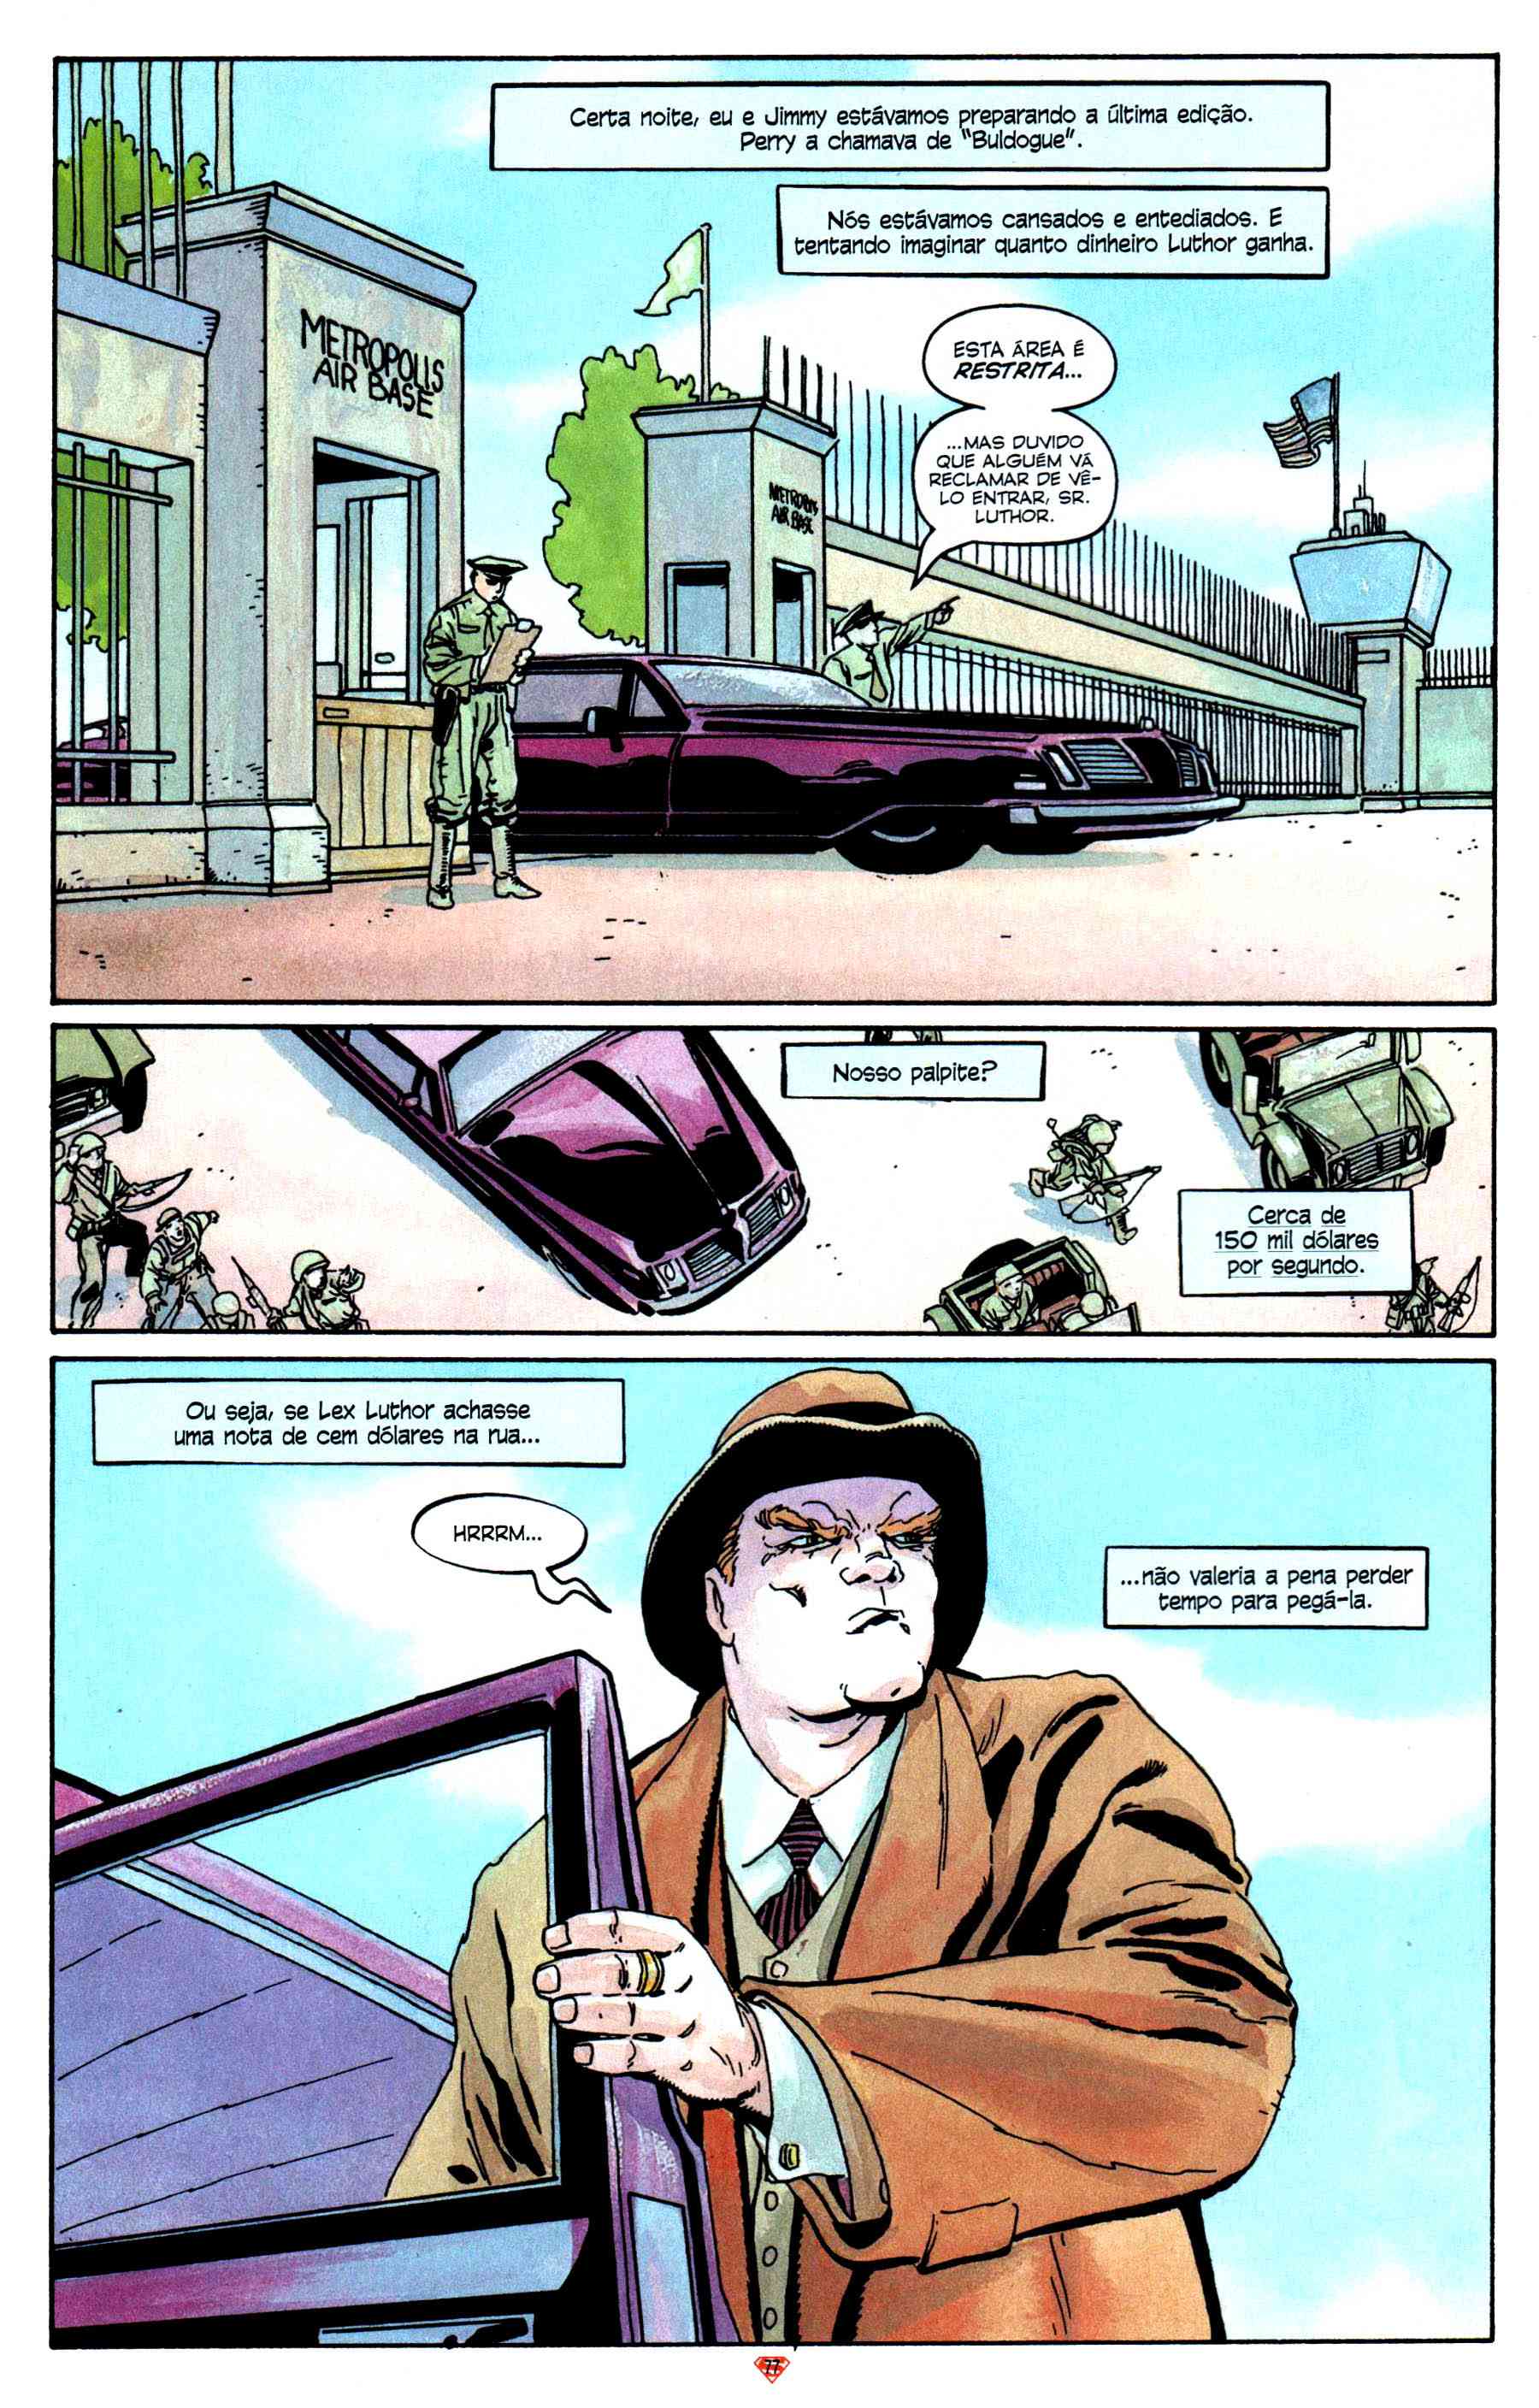 Certa noite, eu e Jimmy estávamos preparando a última edição.
Perry a chamava de "Buldogue".
Nós estávamos cansados e entediados. E
tentando imaginar quanto dinheiro Luthor ganha.
METROPOLIS
AIR BASE
ESTA ÁREA É
RESTRITA...
...MAS DUVIDO
QUE ALGUÉM VÁ
RECLAMAR DE VÊ-
LO ENTRAR, SR.
LUTHOR.
METROPOLIS
AIR BASE
Nosso palpite?
Cerca de
150 mil dólares
por segundo.
Ou seja, se Lex Luthor achasse
uma nota de cem dólares na rua...
HRRRM...
...não valeria a pena perder
tempo para pegá-la.
77